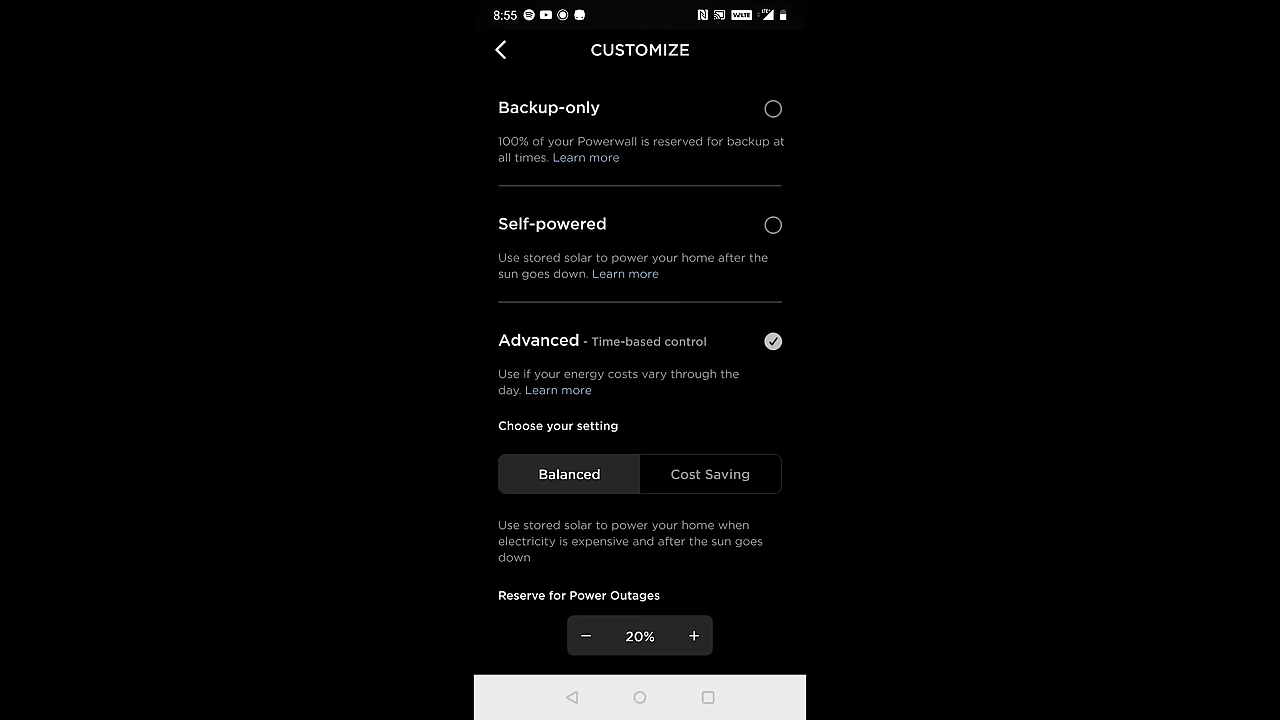 8:55
VoLTE
LTE
CUSTOMIZE
Backup-only
100% of your Powerwall is reserved for backup at
all times. Learn more
Self-powered
Use stored solar to power your home after the
sun goes down. Learn more
Advanced - Time-based control
Use if your energy costs vary through the
day. Learn more
Choose your setting
Balanced Cost Saving
Use stored solar to power your home when
electricity is expensive and after the sun goes
down
Reserve for Power Outages
− 20% +